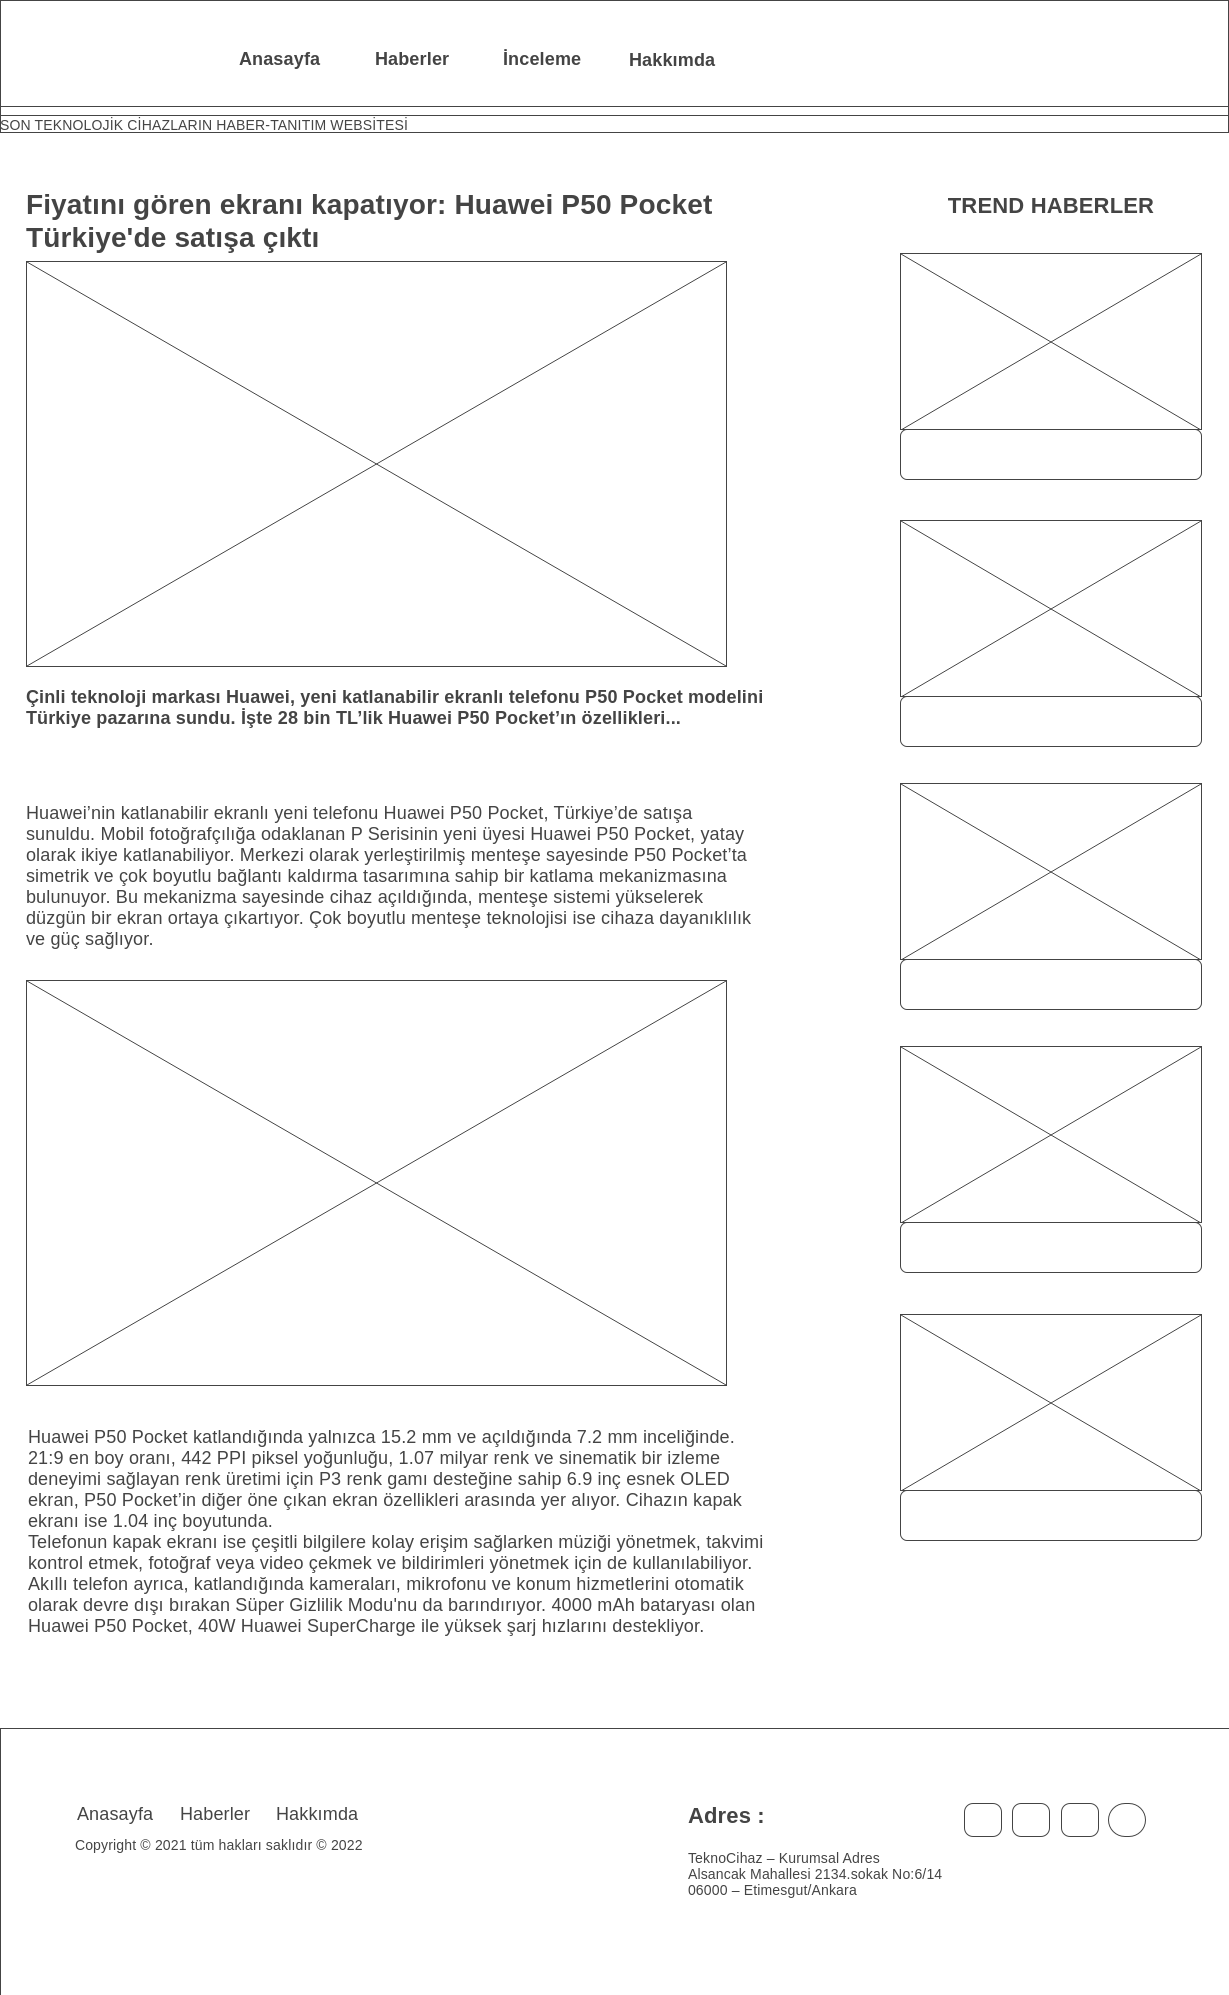 Anasayfa Haberler İnceleme Hakkımda
SON TEKNOLOJİK CİHAZLARIN HABER-TANITIM WEBSİTESİ
Fiyatını gören ekranı kapatıyor: Huawei P50 Pocket
Türkiye'de satışa çıktı
Çinli teknoloji markası Huawei, yeni katlanabilir ekranlı telefonu P50 Pocket modelini
Türkiye pazarına sundu. İşte 28 bin TL’lik Huawei P50 Pocket’ın özellikleri...
Huawei’nin katlanabilir ekranlı yeni telefonu Huawei P50 Pocket, Türkiye’de satışa
sunuldu. Mobil fotoğrafçılığa odaklanan P Serisinin yeni üyesi Huawei P50 Pocket, yatay
olarak ikiye katlanabiliyor. Merkezi olarak yerleştirilmiş menteşe sayesinde P50 Pocket’ta
simetrik ve çok boyutlu bağlantı kaldırma tasarımına sahip bir katlama mekanizmasına
bulunuyor. Bu mekanizma sayesinde cihaz açıldığında, menteşe sistemi yükselerek
düzgün bir ekran ortaya çıkartıyor. Çok boyutlu menteşe teknolojisi ise cihaza dayanıklılık
ve güç sağlıyor.
Huawei P50 Pocket katlandığında yalnızca 15.2 mm ve açıldığında 7.2 mm inceliğinde.
21:9 en boy oranı, 442 PPI piksel yoğunluğu, 1.07 milyar renk ve sinematik bir izleme
deneyimi sağlayan renk üretimi için P3 renk gamı desteğine sahip 6.9 inç esnek OLED
ekran, P50 Pocket’in diğer öne çıkan ekran özellikleri arasında yer alıyor. Cihazın kapak
ekranı ise 1.04 inç boyutunda.
Telefonun kapak ekranı ise çeşitli bilgilere kolay erişim sağlarken müziği yönetmek, takvimi
kontrol etmek, fotoğraf veya video çekmek ve bildirimleri yönetmek için de kullanılabiliyor.
Akıllı telefon ayrıca, katlandığında kameraları, mikrofonu ve konum hizmetlerini otomatik
olarak devre dışı bırakan Süper Gizlilik Modu'nu da barındırıyor. 4000 mAh bataryası olan
Huawei P50 Pocket, 40W Huawei SuperCharge ile yüksek şarj hızlarını destekliyor.
TREND HABERLER
Anasayfa Haberler Hakkımda
Copyright © 2021 tüm hakları saklıdır © 2022
Adres :
TeknoCihaz – Kurumsal Adres
Alsancak Mahallesi 2134.sokak No:6/14
06000 – Etimesgut/Ankara